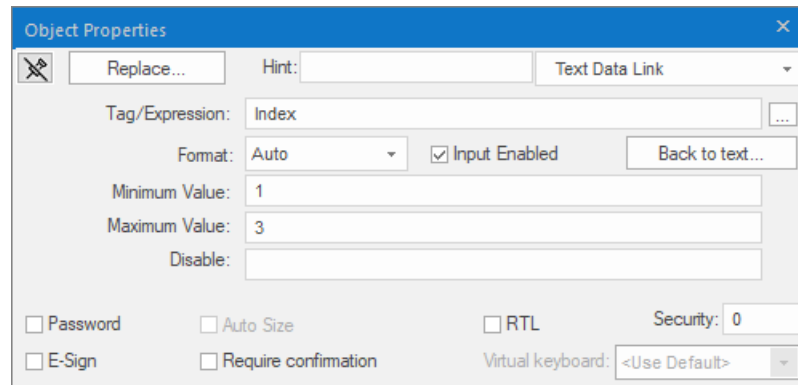 Object Properties
Replace... Hint: Text Data Link
Tag/Expression: Index ...
Format: Auto Input Enabled Back to text...
Minimum Value: 1
Maximum Value: 3
Disable:
Password Auto Size RTL Security: 0
E-Sign Require confirmation Virtual keyboard: <Use Default>